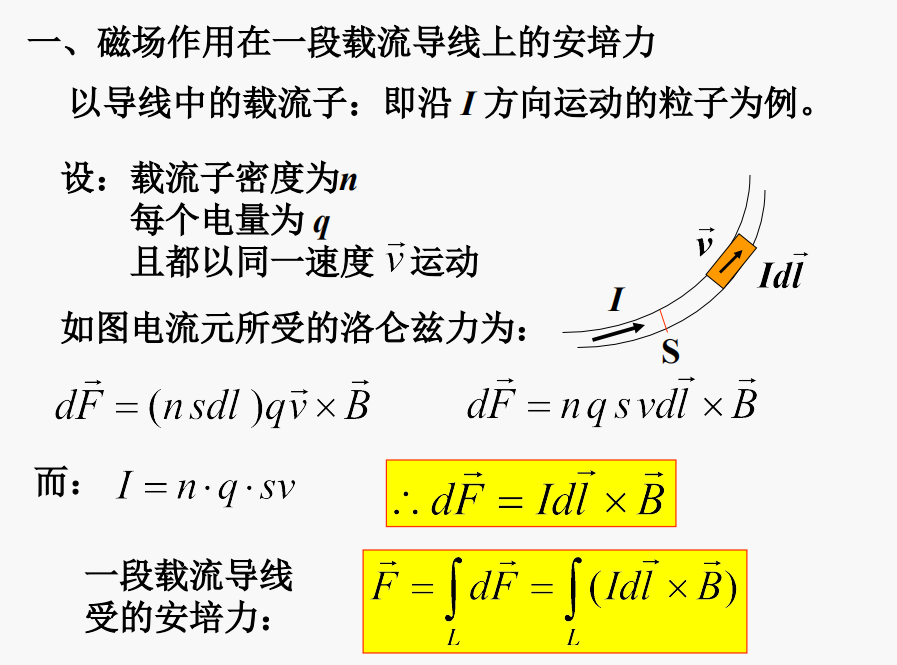 一、磁场作用在一段载流导线上的安培力
以导线中的载流子：即沿 I 方向运动的粒子为例。
设：载流子密度为n
每个电量为 q
且都以同一速度 $\vec{v}$ 运动
$\vec{v}$
$Id\vec{l}$
I
S
如图电流元所受的洛仑兹力为：
$d\vec{F} = (n\,sdl\,)q\vec{v} \times \vec{B}$
$d\vec{F} = n\,q\,s\,vd\vec{l} \times \vec{B}$
而： $I = n \cdot q \cdot sv$
$\therefore d\vec{F} = Id\vec{l} \times \vec{B}$
一段载流导线
受的安培力：
$\vec{F} = \int_L d\vec{F} = \int_L (Id\vec{l} \times \vec{B})$